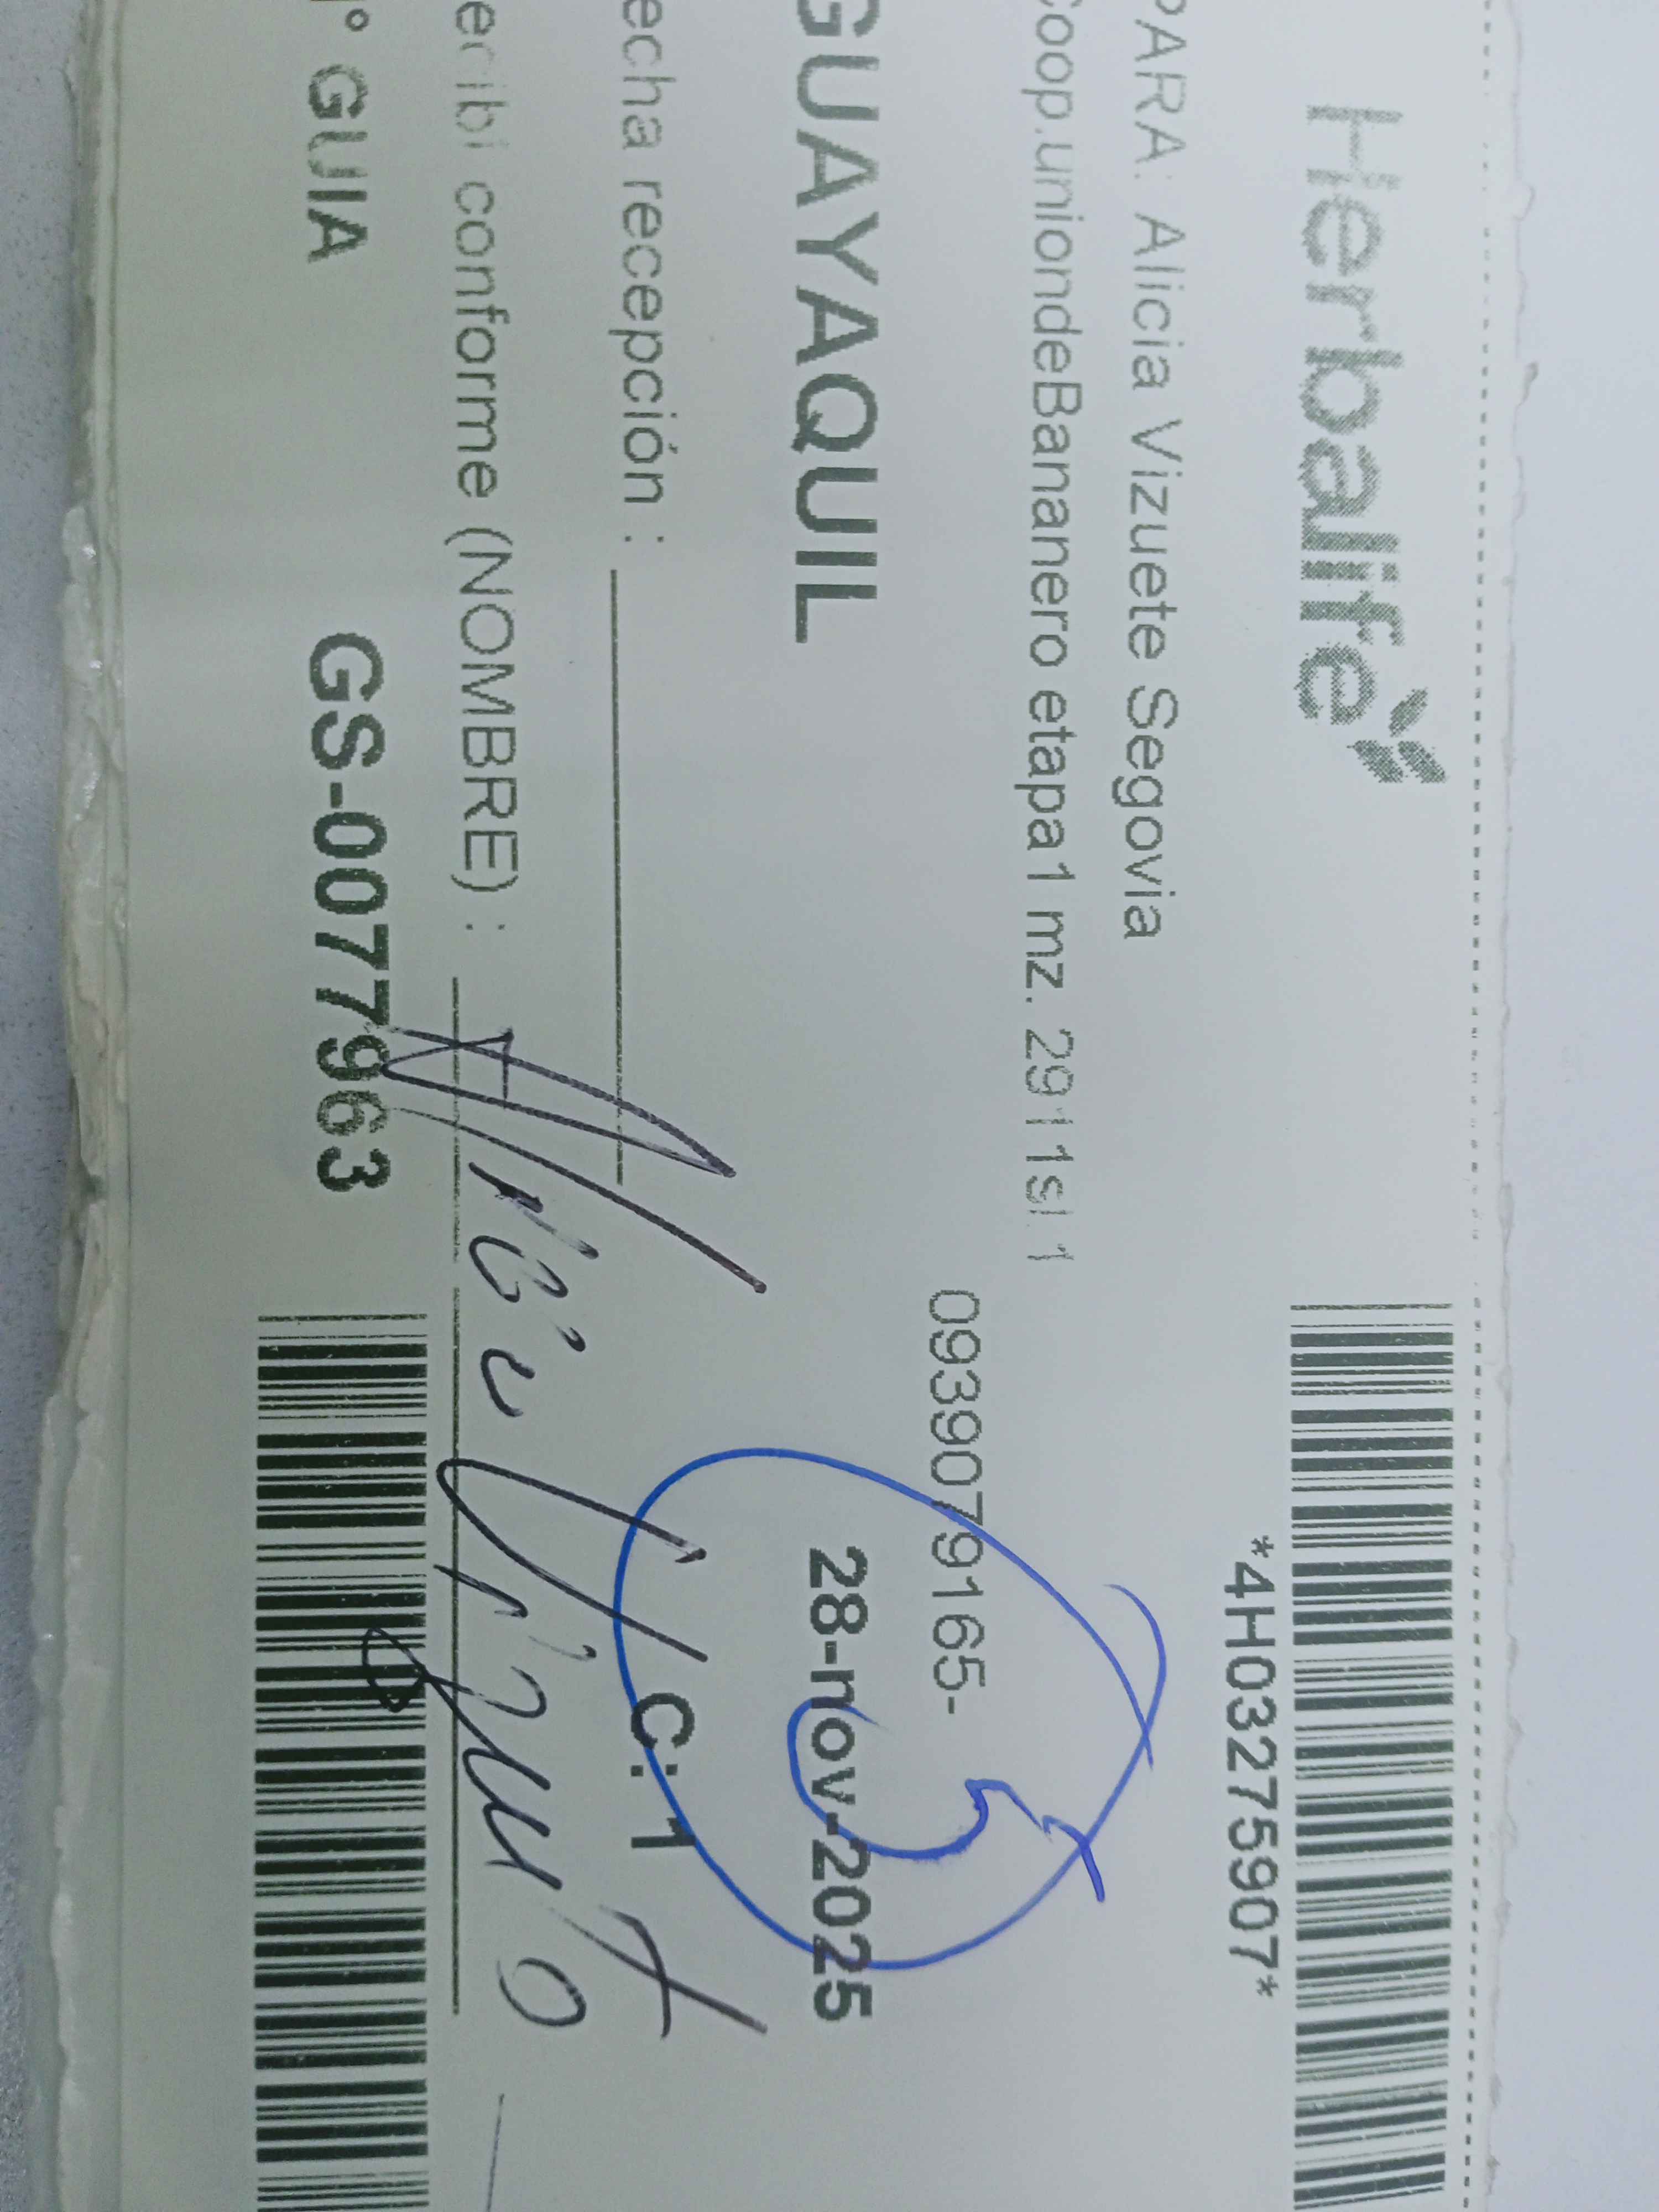 Herbalife
*4H03275907*
PARA: Alicia Vizuete Segovia
Coop.uniondeBananero etapa1 mz. 2911sl 1
0939079165-
GUAYAQUIL
28-nov-2025
echa recepción :
C: 1
ecibi conforme (NOMBRE) :
° GUIA
GS-0077963